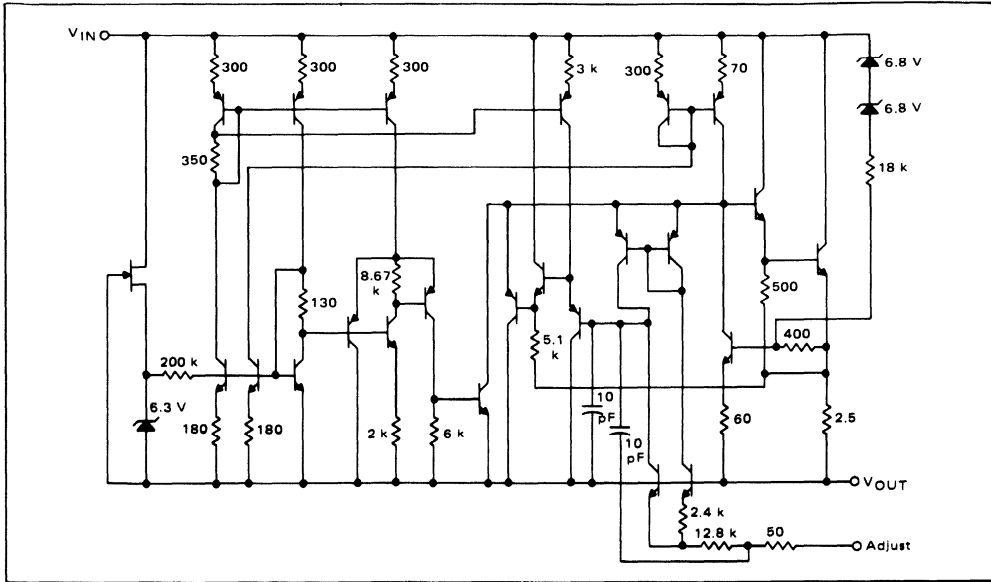 VIN
300
300
300
3 k
300
70
6.8 V
6.8 V
350
18 k
8.67
k
130
500
5.1
k
400
200 k
6.3 V
10
pF
10
pF
180
180
2 k
6 k
60
2.5
VOUT
2.4 k
12.8 k
50
Adjust